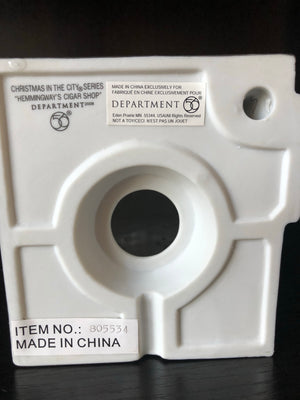 CHRISTMAS IN THE CITY® SERIES
"HEMMINGWAY'S CIGAR SHOP"
DEPARTMENT 2008
56
MADE IN CHINA EXCLUSIVELY FOR
FABRIQUÉ EN CHINE EXCLUSIVEMENT POUR
DEPARTMENT 56
Eden Prairie MN. 55344. USA/All Rights Reserved
NOT A TOY/CECI N'EST PAS UN JOUET
ITEM NO.: 805534
MADE IN CHINA